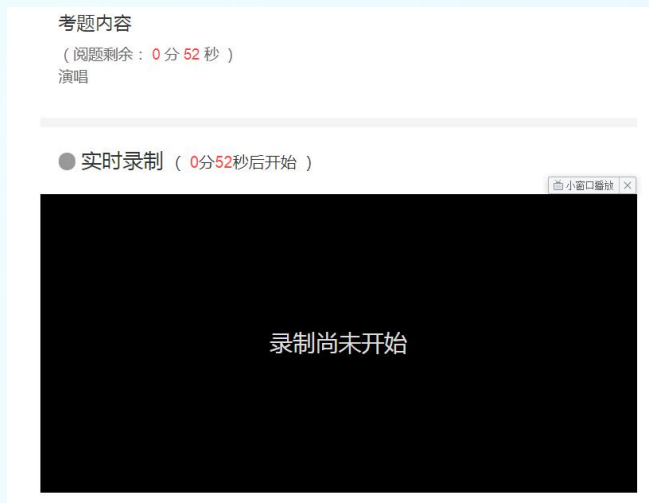 考题内容
（阅题剩余： 0 分 52 秒 ）
演唱
实时录制 （ 0分52秒后开始 ）
小窗口播放
录制尚未开始